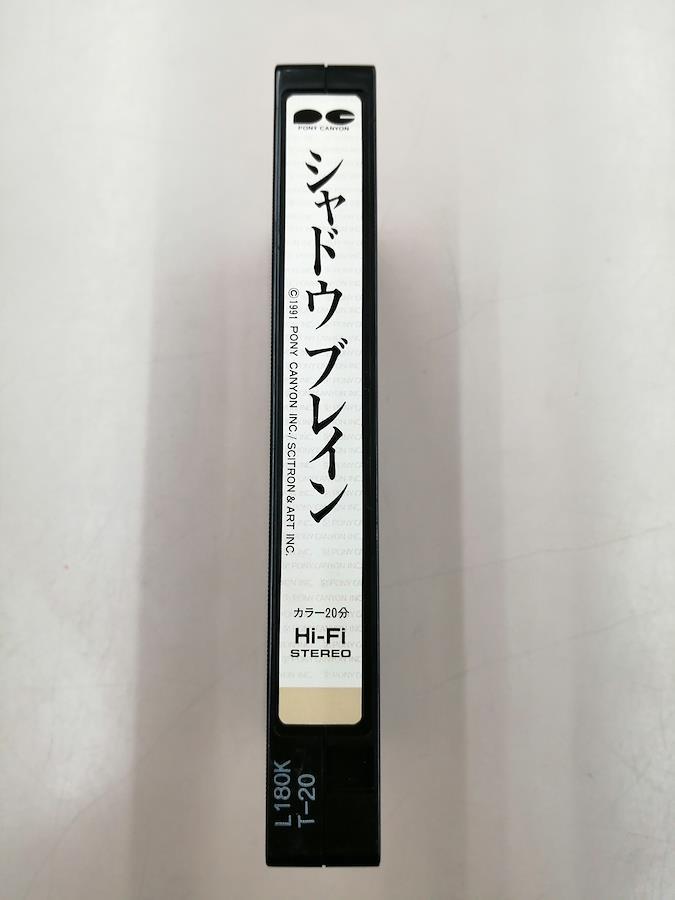 PONY CANYON
シャドウ ブレイン
©1991 PONY CANYON INC./SCITRON & ART INC.
カラー20分
Hi-Fi
STEREO
L180K
T-20